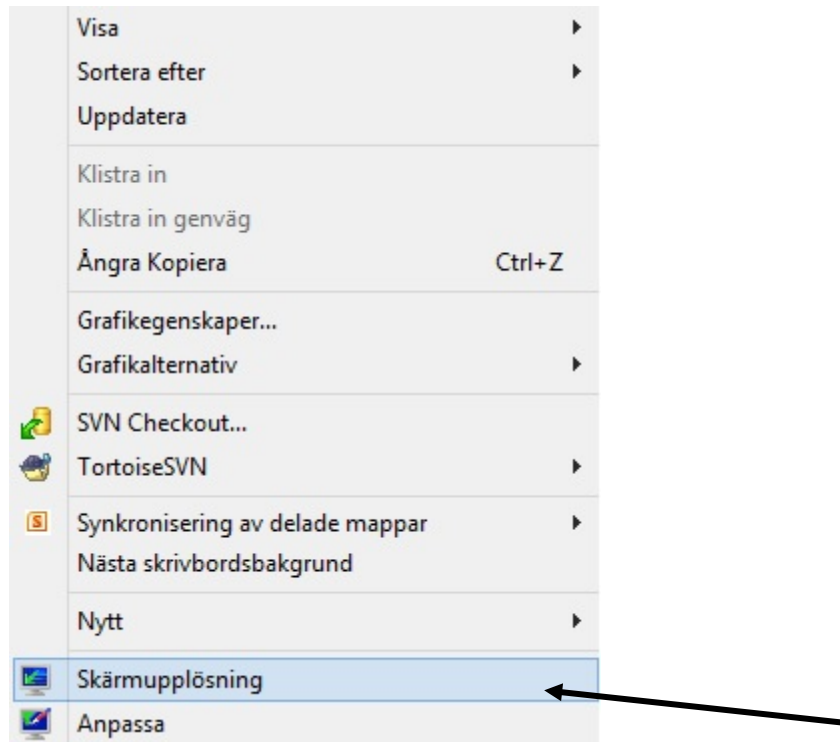 Visa
Sortera efter
Uppdatera
Klistra in
Klistra in genväg
Ångra Kopiera Ctrl+Z
Grafikegenskaper...
Grafikalternativ
SVN Checkout...
TortoiseSVN
S Synkronisering av delade mappar
Nästa skrivbordsbakgrund
Nytt
Skärmupplösning
Anpassa